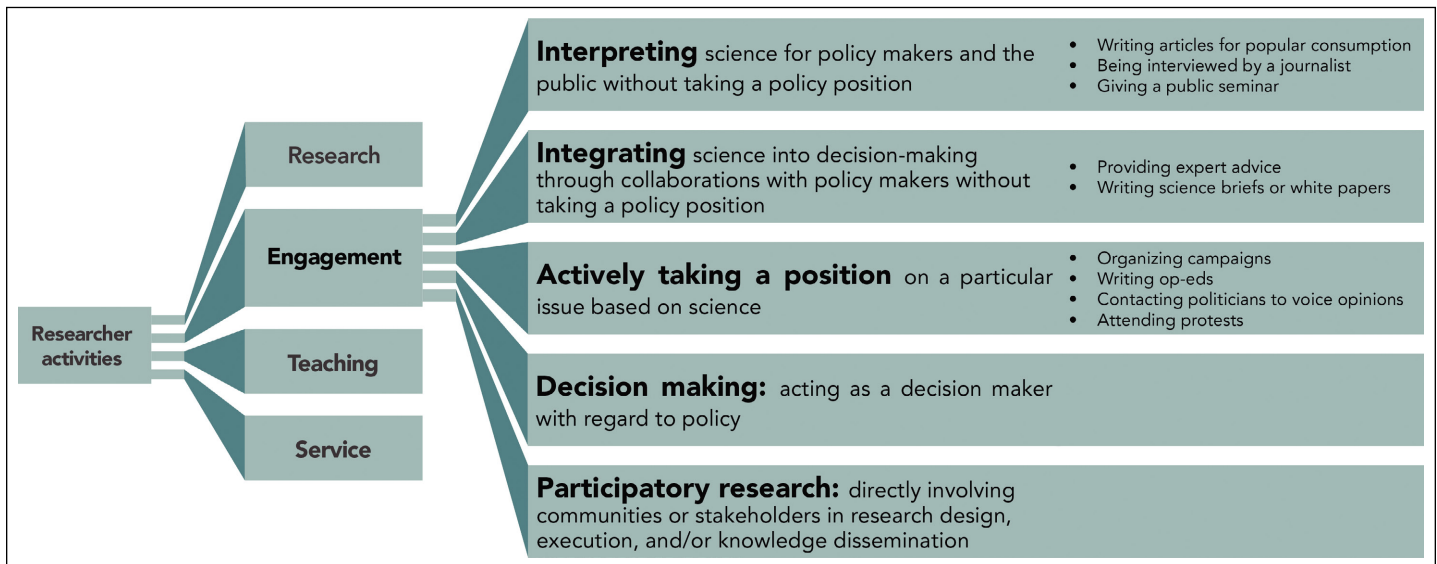 Researcher
activities
Research
Engagement
Teaching
Service
Interpreting science for policy makers and the
public without taking a policy position
• Writing articles for popular consumption
• Being interviewed by a journalist
• Giving a public seminar
Integrating science into decision-making
through collaborations with policy makers without
taking a policy position
• Providing expert advice
• Writing science briefs or white papers
Actively taking a position on a particular
issue based on science
• Organizing campaigns
• Writing op-eds
• Contacting politicians to voice opinions
• Attending protests
Decision making: acting as a decision maker
with regard to policy
Participatory research: directly involving
communities or stakeholders in research design,
execution, and/or knowledge dissemination